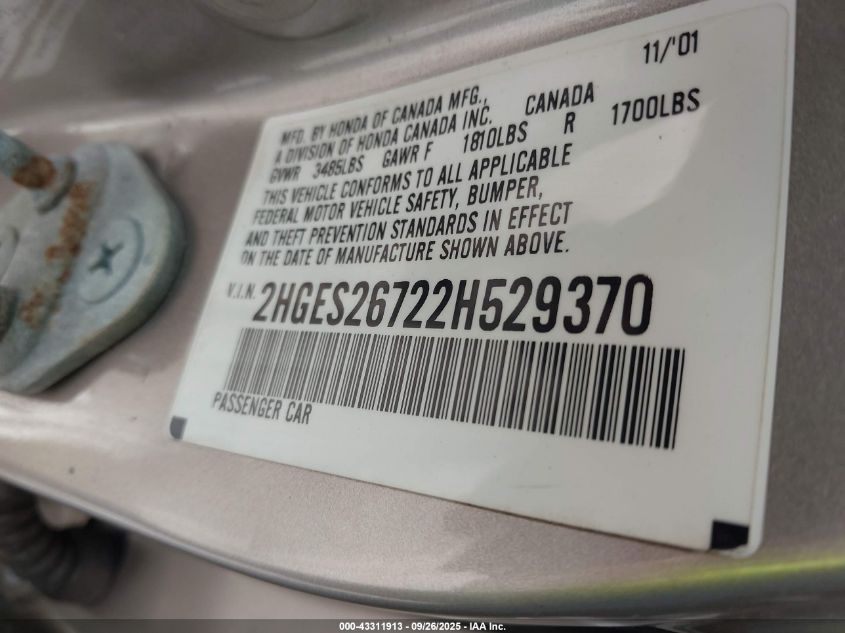 11/'01
MFD. BY HONDA OF CANADA MFG., CANADA
A DIVISION OF HONDA CANADA INC.
GVWR 3485LBS GAWR F 1810LBS R 1700LBS
THIS VEHICLE CONFORMS TO ALL APPLICABLE
FEDERAL MOTOR VEHICLE SAFETY, BUMPER,
AND THEFT PREVENTION STANDARDS IN EFFECT
ON THE DATE OF MANUFACTURE SHOWN ABOVE.
V.I.N. 2HGES26722H529370
PASSENGER CAR
000-43311913 - 09/26/2025 - IAA Inc.